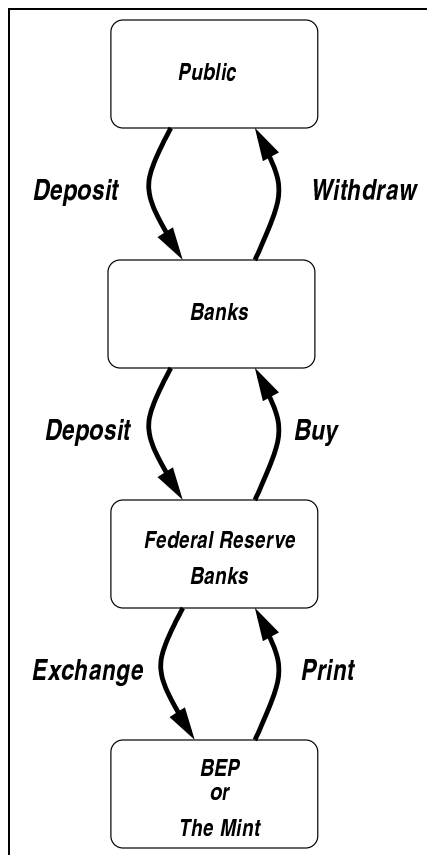 Public
Deposit
Withdraw
Banks
Deposit
Buy
Federal Reserve
Banks
Exchange
Print
BEP
or
The Mint